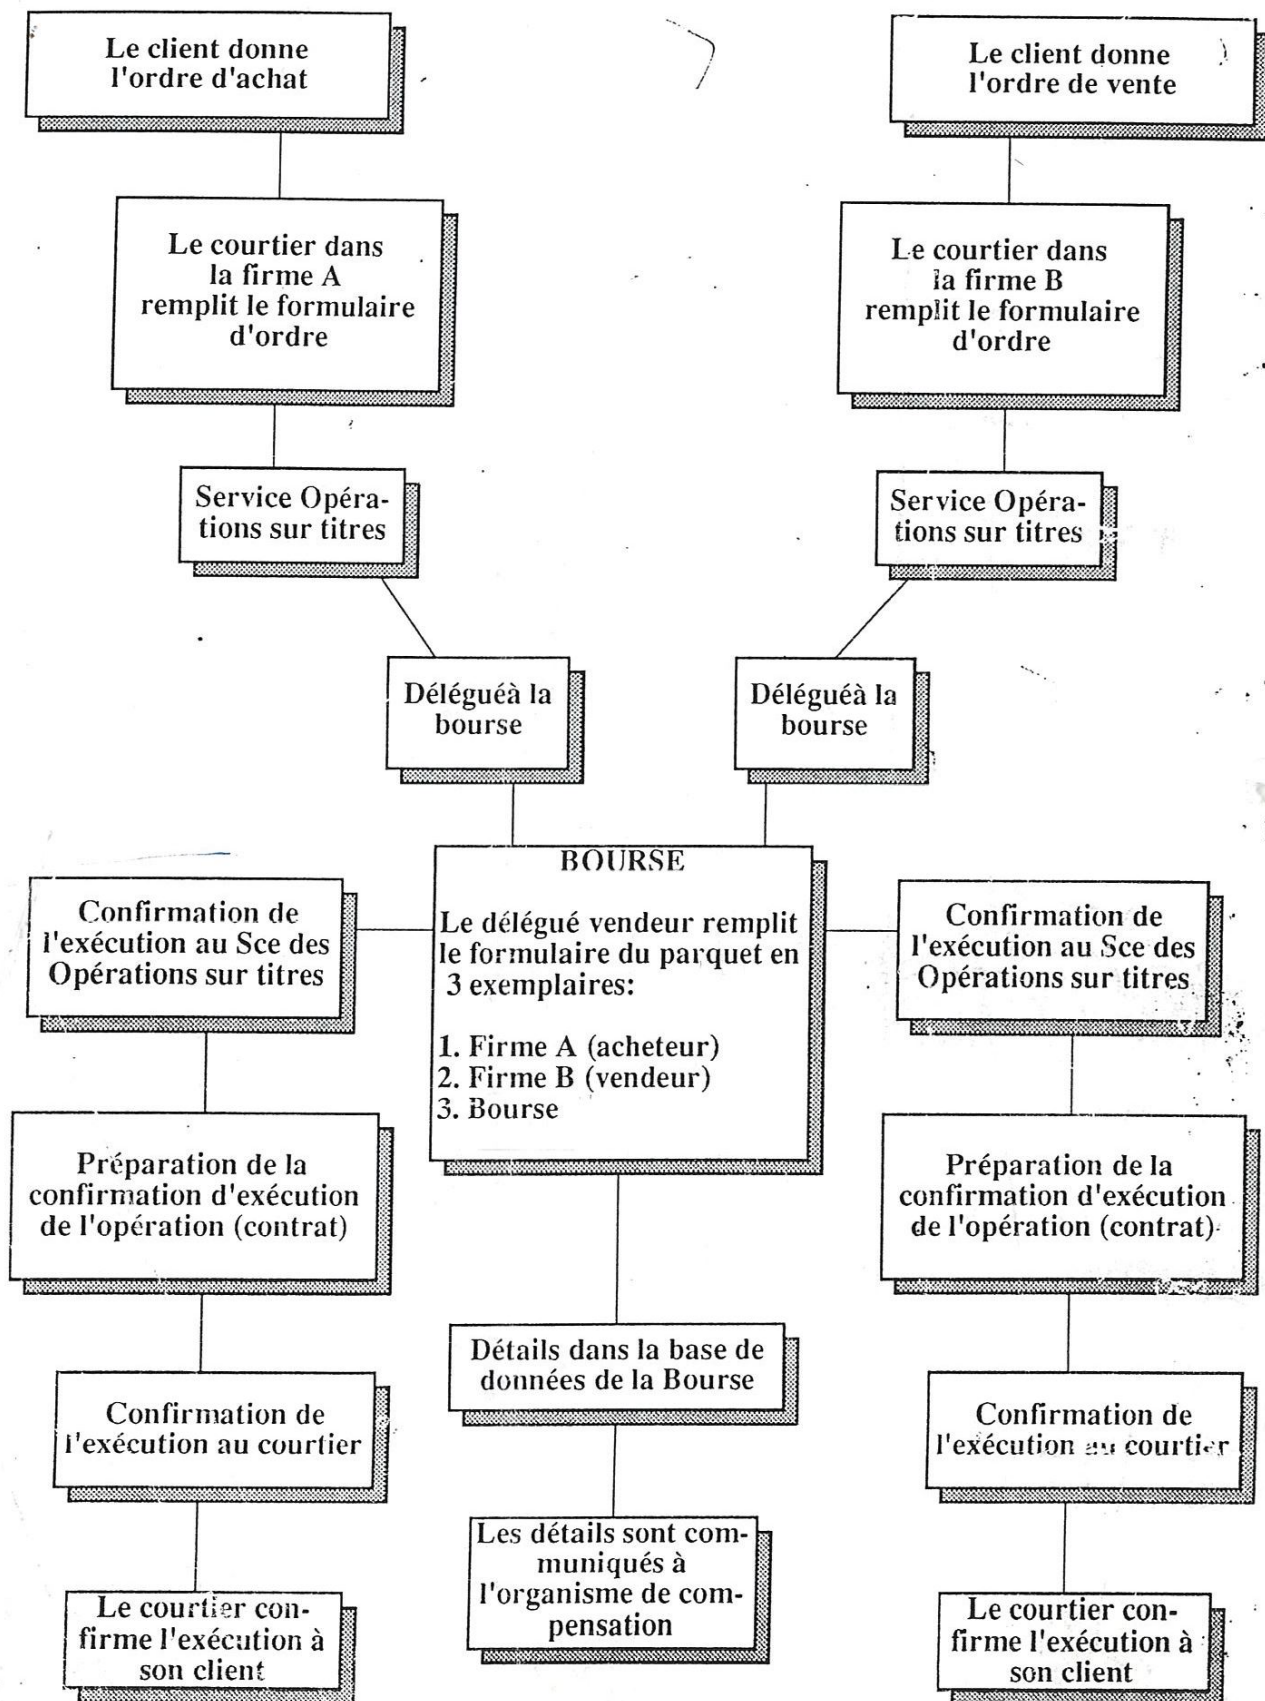 Le client donne
l'ordre d'achat
Le client donne
l'ordre de vente
Le courtier dans
la firme A
remplit le formulaire
d'ordre
Le courtier dans
la firme B
remplit le formulaire
d'ordre
Service Opéra-
tions sur titres
Service Opéra-
tions sur titres
Déléguéà la
bourse
Déléguéà la
bourse
BOURSE
Le délégué vendeur remplit
le formulaire du parquet en
3 exemplaires:
1. Firme A (acheteur)
2. Firme B (vendeur)
3. Bourse
Confirmation de
l'exécution au Sce des
Opérations sur titres
Confirmation de
l'exécution au Sce des
Opérations sur titres
Préparation de la
confirmation d'exécution
de l'opération (contrat)
Préparation de la
confirmation d'exécution
de l'opération (contrat)
Détails dans la base de
données de la Bourse
Confirmation de
l'exécution au courtier
Confirmation de
l'exécution au courtier
Les détails sont com-
muniqués à
l'organisme de com-
pensation
Le courtier con-
firme l'exécution à
son client
Le courtier con-
firme l'exécution à
son client